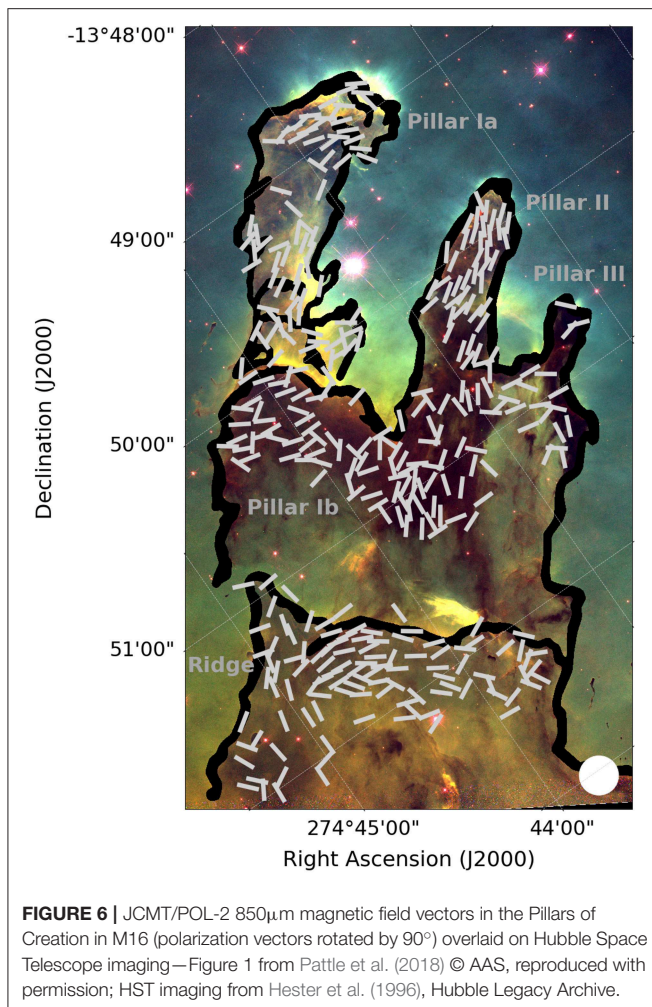 -13°48'00"
Pillar Ia
Pillar II
49'00"
Pillar III
Declination (J2000)
50'00"
Pillar Ib
51'00"
Ridge
274°45'00"
44'00"
Right Ascension (J2000)
FIGURE 6 | JCMT/POL-2 850μm magnetic field vectors in the Pillars of
Creation in M16 (polarization vectors rotated by 90°) overlaid on Hubble Space
Telescope imaging—Figure 1 from Pattle et al. (2018) © AAS, reproduced with
permission; HST imaging from Hester et al. (1996), Hubble Legacy Archive.